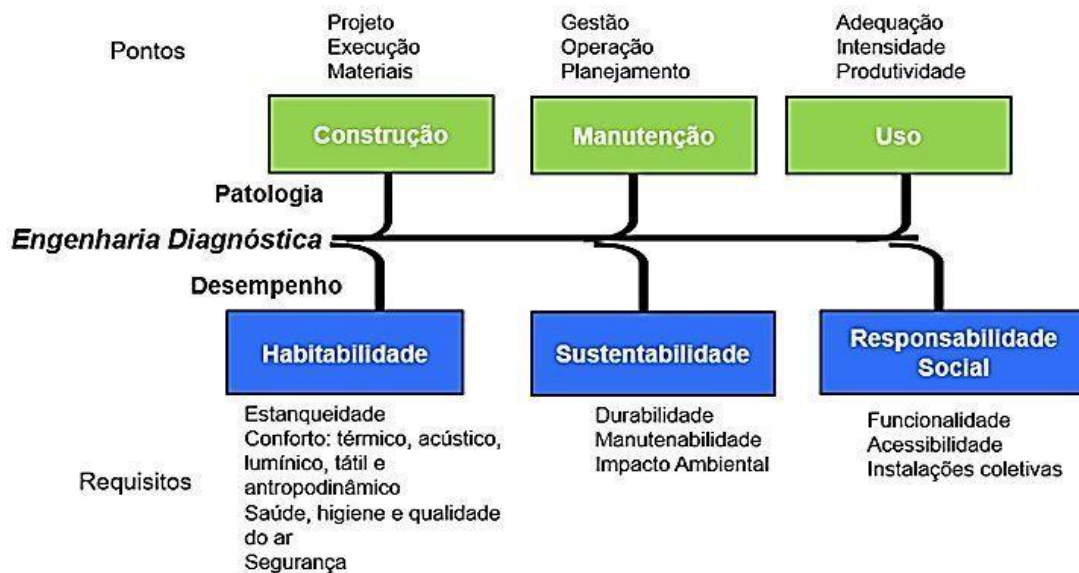 Pontos
Projeto
Execução
Materiais
Gestão
Operação
Planejamento
Adequação
Intensidade
Produtividade
Construção
Manutenção
Uso
Patologia
Engenharia Diagnóstica
Desempenho
Habitabilidade
Sustentabilidade
Responsabilidade
Social
Requisitos
Estanqueidade
Conforto: térmico, acústico,
lumínico, tátil e
antropodinâmico
Saúde, higiene e qualidade
do ar
Segurança
Durabilidade
Manutenabilidade
Impacto Ambiental
Funcionalidade
Acessibilidade
Instalações coletivas